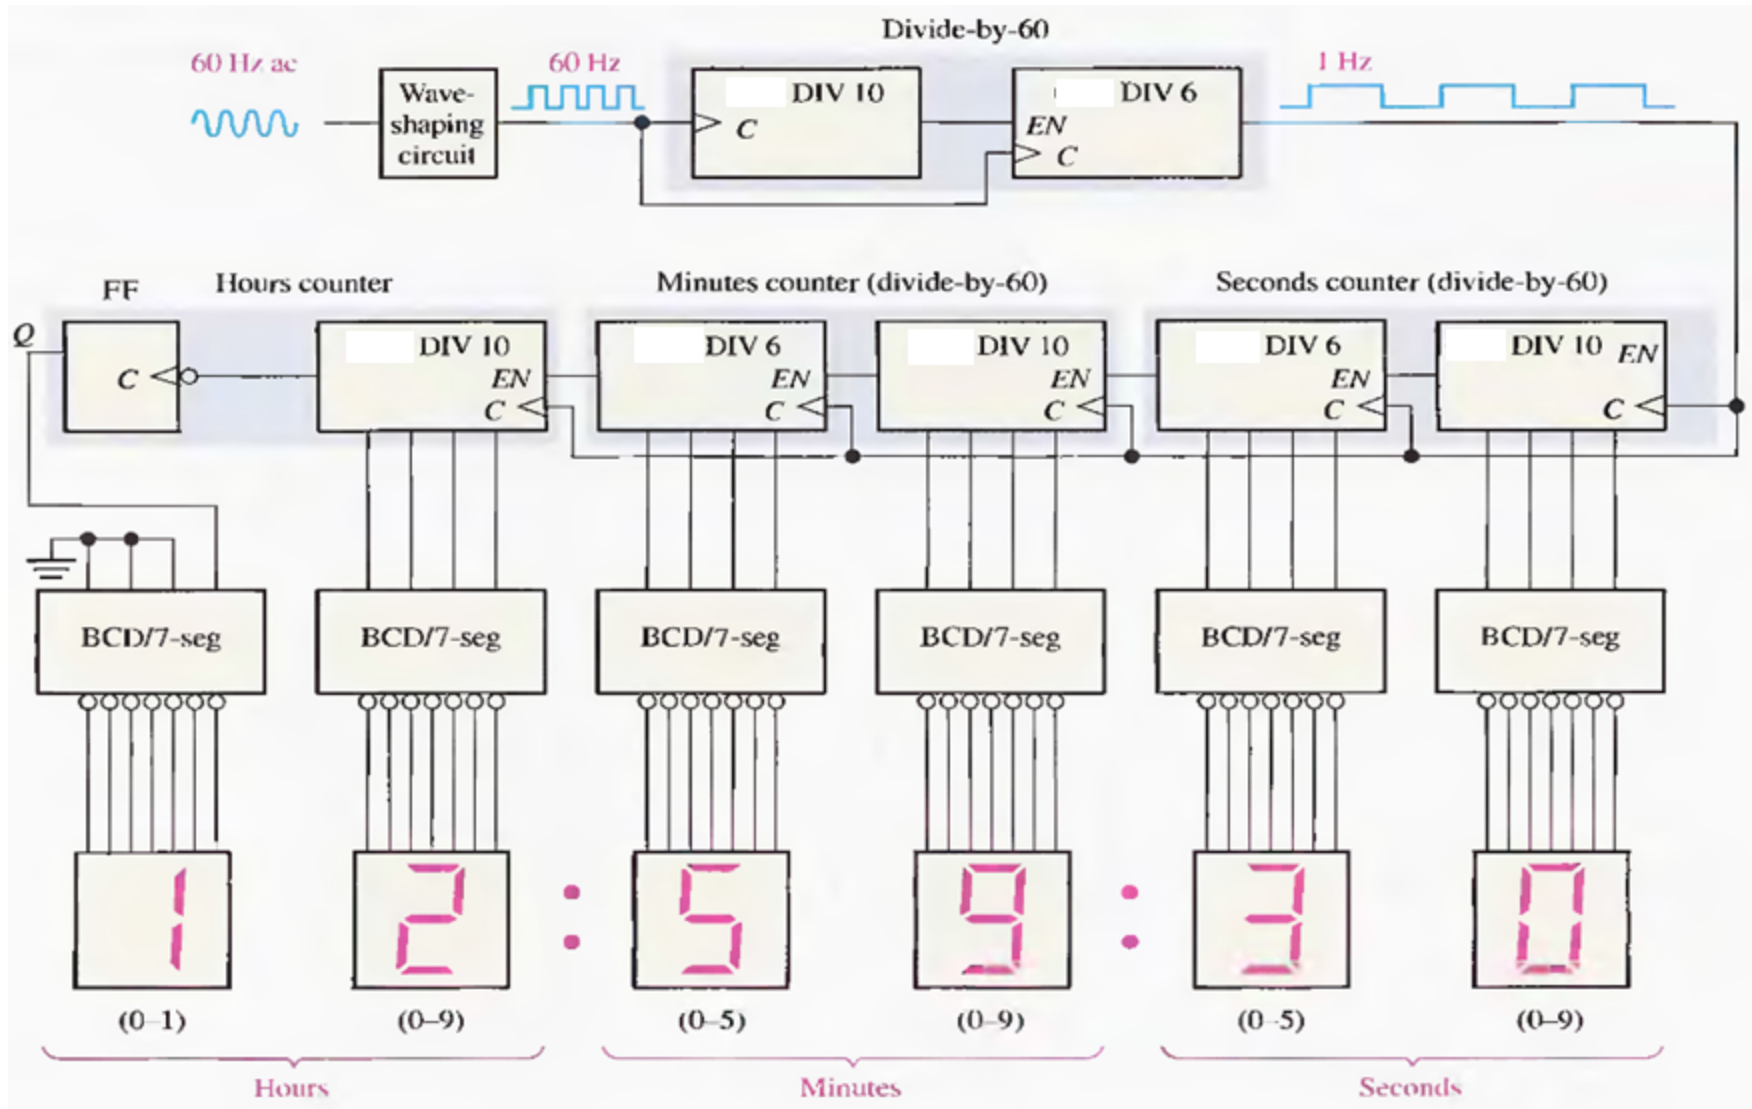 Divide-by-60
60 Hz ac
60 Hz
1 Hz
Wave-
shaping
circuit
DIV 10
C
DIV 6
EN
C
FF
Hours counter
Minutes counter (divide-by-60)
Seconds counter (divide-by-60)
Q
C
DIV 10
EN
C
DIV 6
EN
C
DIV 10
EN
C
DIV 6
EN
C
DIV 10
EN
C
BCD/7-seg
BCD/7-seg
BCD/7-seg
BCD/7-seg
BCD/7-seg
BCD/7-seg
1 2 : 5 9 : 3 0
(0–1)
(0–9)
(0–5)
(0–9)
(0–5)
(0–9)
Hours
Minutes
Seconds